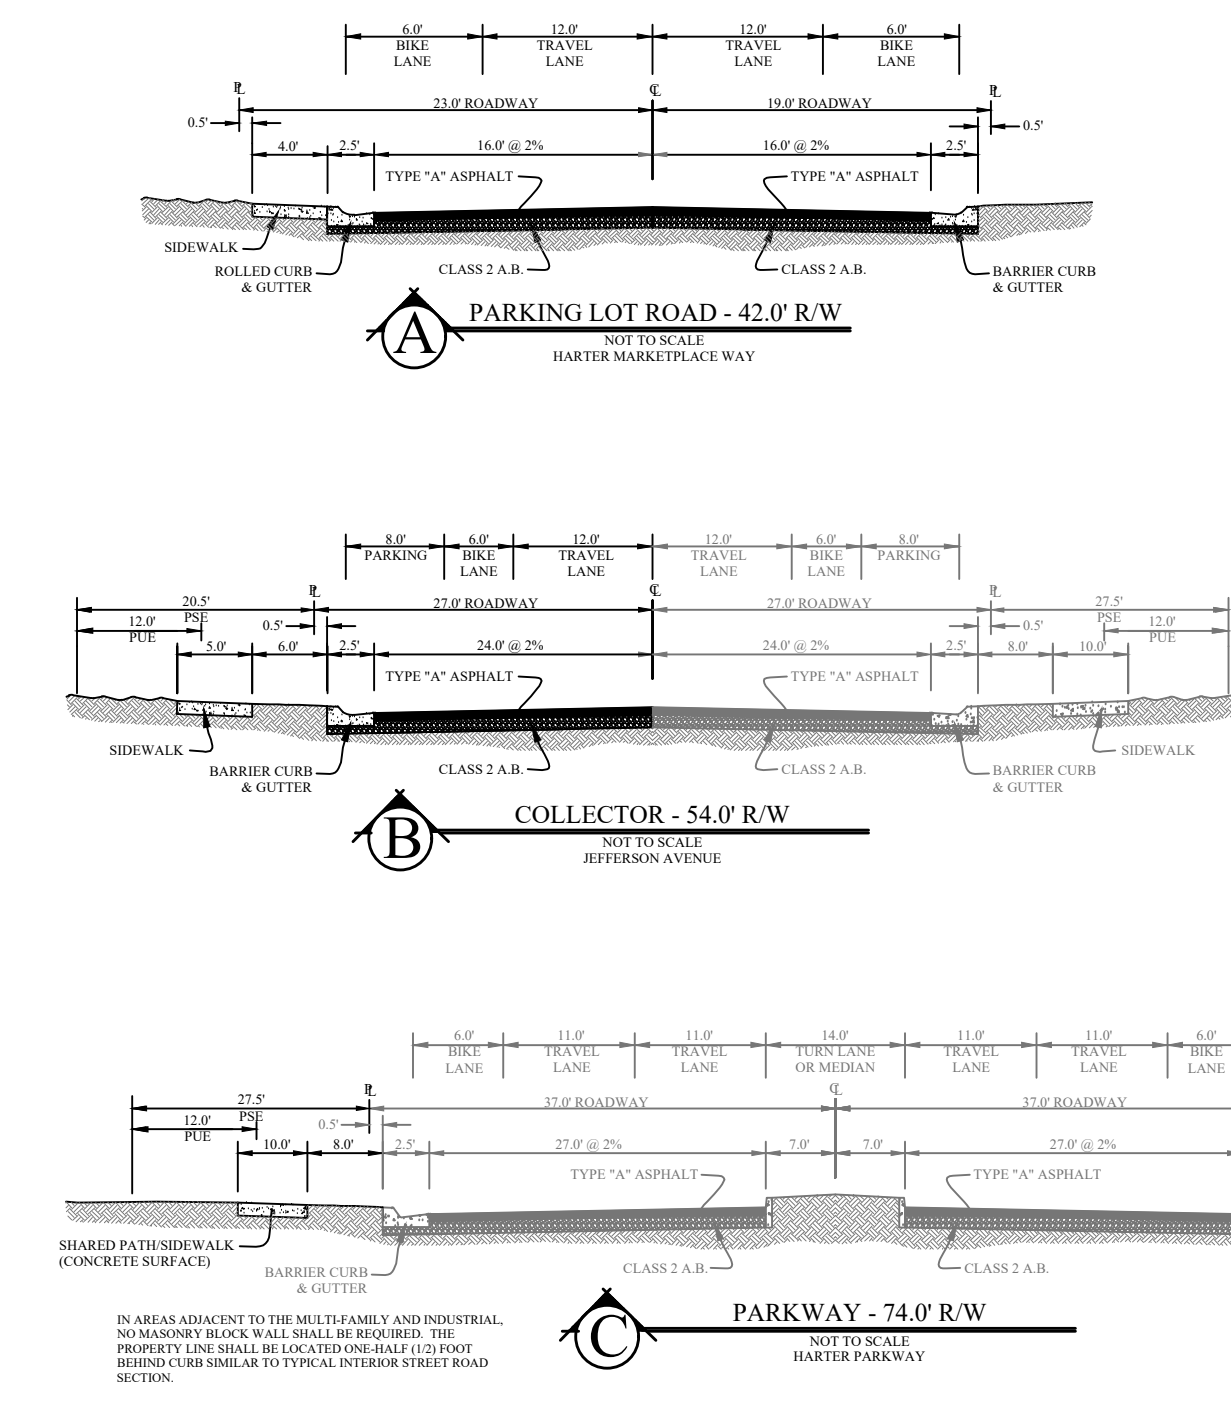 6.0' 12.0' 12.0' 6.0'
BIKE TRAVEL TRAVEL BIKE
LANE LANE LANE LANE
PL CL PL
23.0' ROADWAY 19.0' ROADWAY
0.5' 0.5'
4.0' 2.5' 16.0' @ 2% 16.0' @ 2% 2.5'
TYPE "A" ASPHALT TYPE "A" ASPHALT
SIDEWALK
ROLLED CURB CLASS 2 A.B. CLASS 2 A.B. BARRIER CURB
& GUTTER & GUTTER
A PARKING LOT ROAD - 42.0' R/W
NOT TO SCALE
HARTER MARKETPLACE WAY
8.0' 6.0' 12.0' 12.0' 6.0' 8.0'
PARKING BIKE TRAVEL TRAVEL BIKE PARKING
LANE LANE LANE LANE
PL CL PL
20.5' 27.0' ROADWAY 27.0' ROADWAY 27.5'
PSE PSE
12.0' 0.5' 0.5' 12.0'
PUE PUE
5.0' 6.0' 2.5' 24.0' @ 2% 24.0' @ 2% 2.5' 8.0' 10.0'
TYPE "A" ASPHALT TYPE "A" ASPHALT
SIDEWALK SIDEWALK
BARRIER CURB CLASS 2 A.B. CLASS 2 A.B. BARRIER CURB
& GUTTER & GUTTER
B COLLECTOR - 54.0' R/W
NOT TO SCALE
JEFFERSON AVENUE
6.0' 11.0' 11.0' 14.0' 11.0' 11.0' 6.0'
BIKE TRAVEL TRAVEL TURN LANE TRAVEL TRAVEL BIKE
LANE LANE LANE OR MEDIAN LANE LANE LANE
PL CL
27.5' 37.0' ROADWAY 37.0' ROADWAY
PSE
12.0' 0.5'
PUE
10.0' 8.0' 2.5' 27.0' @ 2% 7.0' 7.0' 27.0' @ 2%
TYPE "A" ASPHALT TYPE "A" ASPHALT
SHARED PATH/SIDEWALK
(CONCRETE SURFACE)
BARRIER CURB CLASS 2 A.B. CLASS 2 A.B.
& GUTTER
C PARKWAY - 74.0' R/W
NOT TO SCALE
HARTER PARKWAY
IN AREAS ADJACENT TO THE MULTI-FAMILY AND INDUSTRIAL,
NO MASONRY BLOCK WALL SHALL BE REQUIRED. THE
PROPERTY LINE SHALL BE LOCATED ONE-HALF (1/2) FOOT
BEHIND CURB SIMILAR TO TYPICAL INTERIOR STREET ROAD
SECTION.